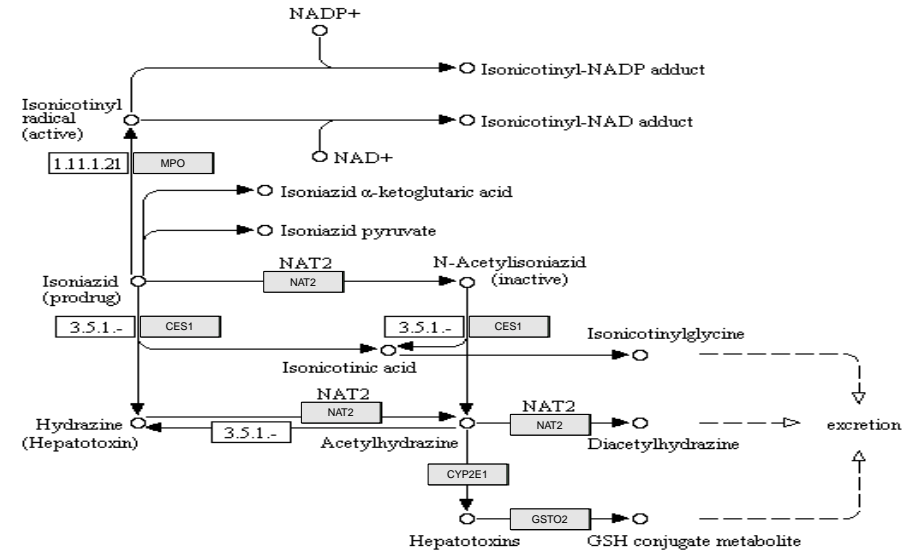 NADP+
Isonicotinyl-NADP adduct
Isonicotinyl
radical
(active)
Isonicotinyl-NAD adduct
NAD+
1.11.1.21
MPO
Isoniazid α-ketoglutaric acid
Isoniazid pyruvate
NAT2
N-Acetylisoniazid
(inactive)
Isoniazid
(prodrug)
NAT2
3.5.1.-
CES1
3.5.1.-
CES1
Isonicotinylglycine
Isonicotinic acid
NAT2
NAT2
NAT2
NAT2
Hydrazine
(Hepatotoxin)
3.5.1.-
Acetylhydrazine
Diacetylhydrazine
excretion
CYP2E1
GSTO2
Hepatotoxins
GSH conjugate metabolite